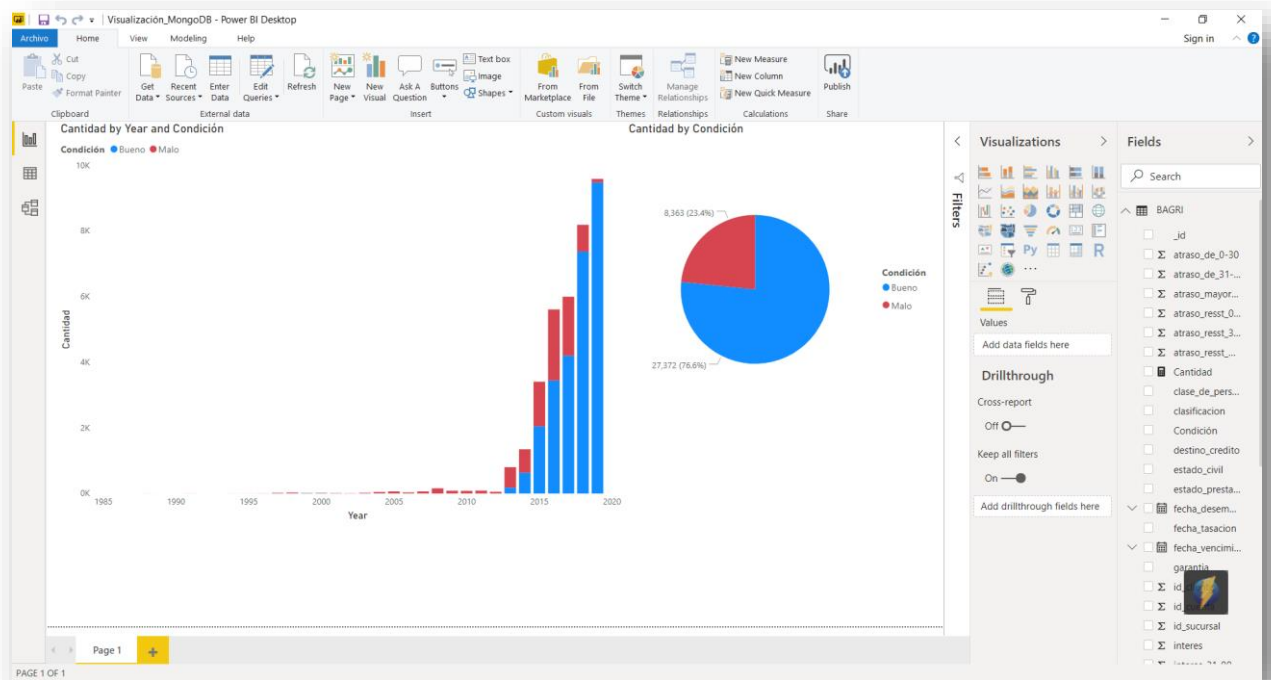 Visualización_MongoDB - Power BI Desktop
Archivo Home View Modeling Help
Sign in
Paste
Cut
Copy
Format Painter
Get Data
Recent Sources
Enter Data
Edit Queries
Refresh
New Page
New Visual
Ask A Question
Buttons
Text box
Image
Shapes
From Marketplace
From File
Switch Theme
Manage Relationships
New Measure
New Column
New Quick Measure
Publish
Clipboard
External data
Insert
Custom visuals
Themes
Relationships
Calculations
Share
Cantidad by Year and Condición
Condición Bueno Malo
10K
8K
6K
4K
2K
0K
Cantidad
1985 1990 1995 2000 2005 2010 2015 2020
Year
Cantidad by Condición
8,363 (23.4%)
27,372 (76.6%)
Condición
Bueno
Malo
Filters
Visualizations
Py
R
Values
Add data fields here
Drillthrough
Cross-report
Off
Keep all filters
On
Add drillthrough fields here
Fields
Search
BAGRI
_id
Σ atraso_de_0-30
Σ atraso_de_31-...
Σ atraso_mayor...
Σ atraso_resst_0...
Σ atraso_resst_3...
Σ atraso_resst_...
Cantidad
clase_de_pers...
clasificacion
Condición
destino_credito
estado_civil
estado_presta...
fecha_desem...
fecha_tasacion
fecha_vencimi...
garantia
Σ
Σ
Σ id_sucursal
Σ interes
Page 1
PAGE 1 OF 1